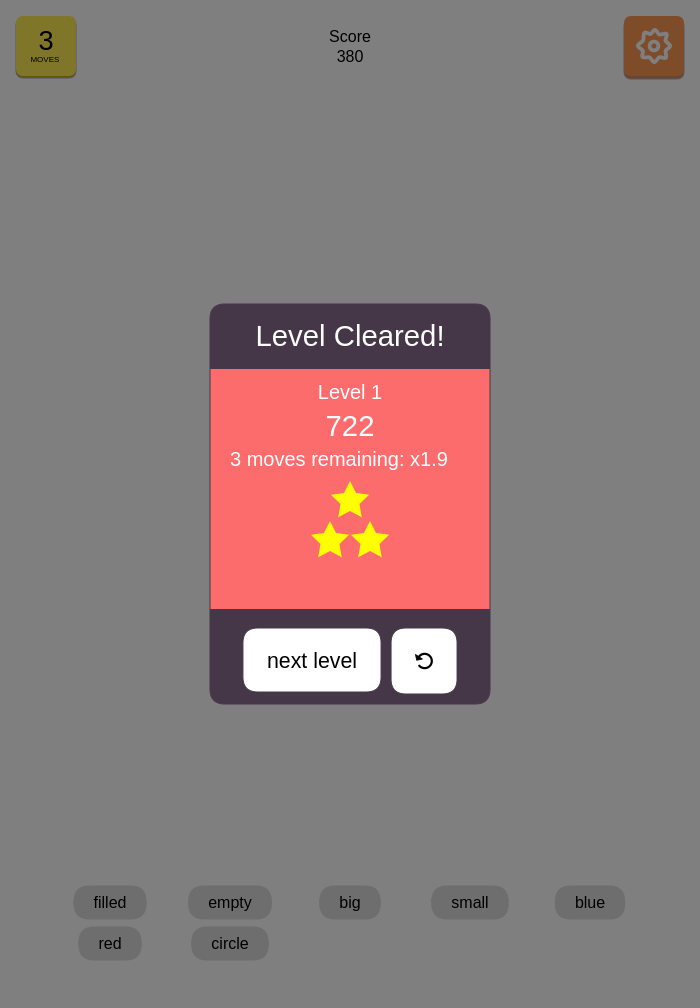 3
MOVES
Score
380
Level Cleared!
Level 1
722
3 moves remaining: x1.9
next level
filled empty big small blue
red circle